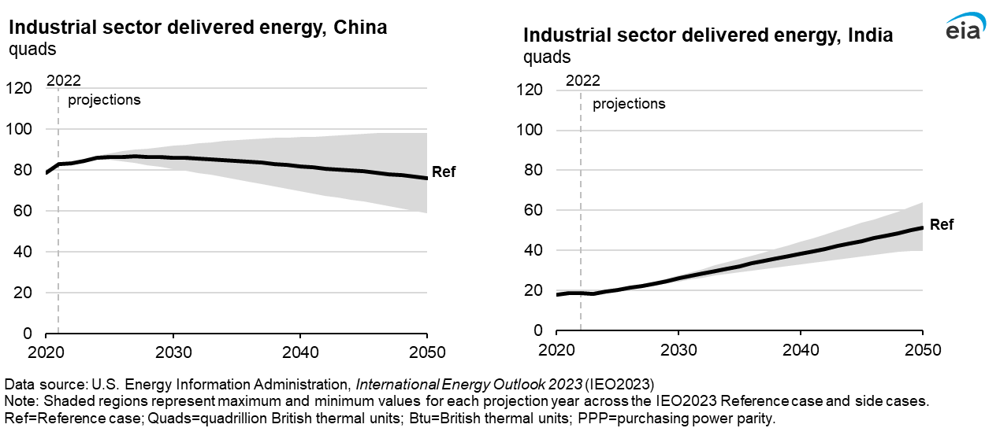 Industrial sector delivered energy, China
quads
2022
projections
120
100
80
60
40
20
0
2020
2030
2040
2050
Ref
Industrial sector delivered energy, India
quads
eia
2022
projections
120
100
80
60
40
20
0
2020
2030
2040
2050
Ref
Data source: U.S. Energy Information Administration, International Energy Outlook 2023 (IEO2023)
Note: Shaded regions represent maximum and minimum values for each projection year across the IEO2023 Reference case and side cases.
Ref=Reference case; Quads=quadrillion British thermal units; Btu=British thermal units; PPP=purchasing power parity.